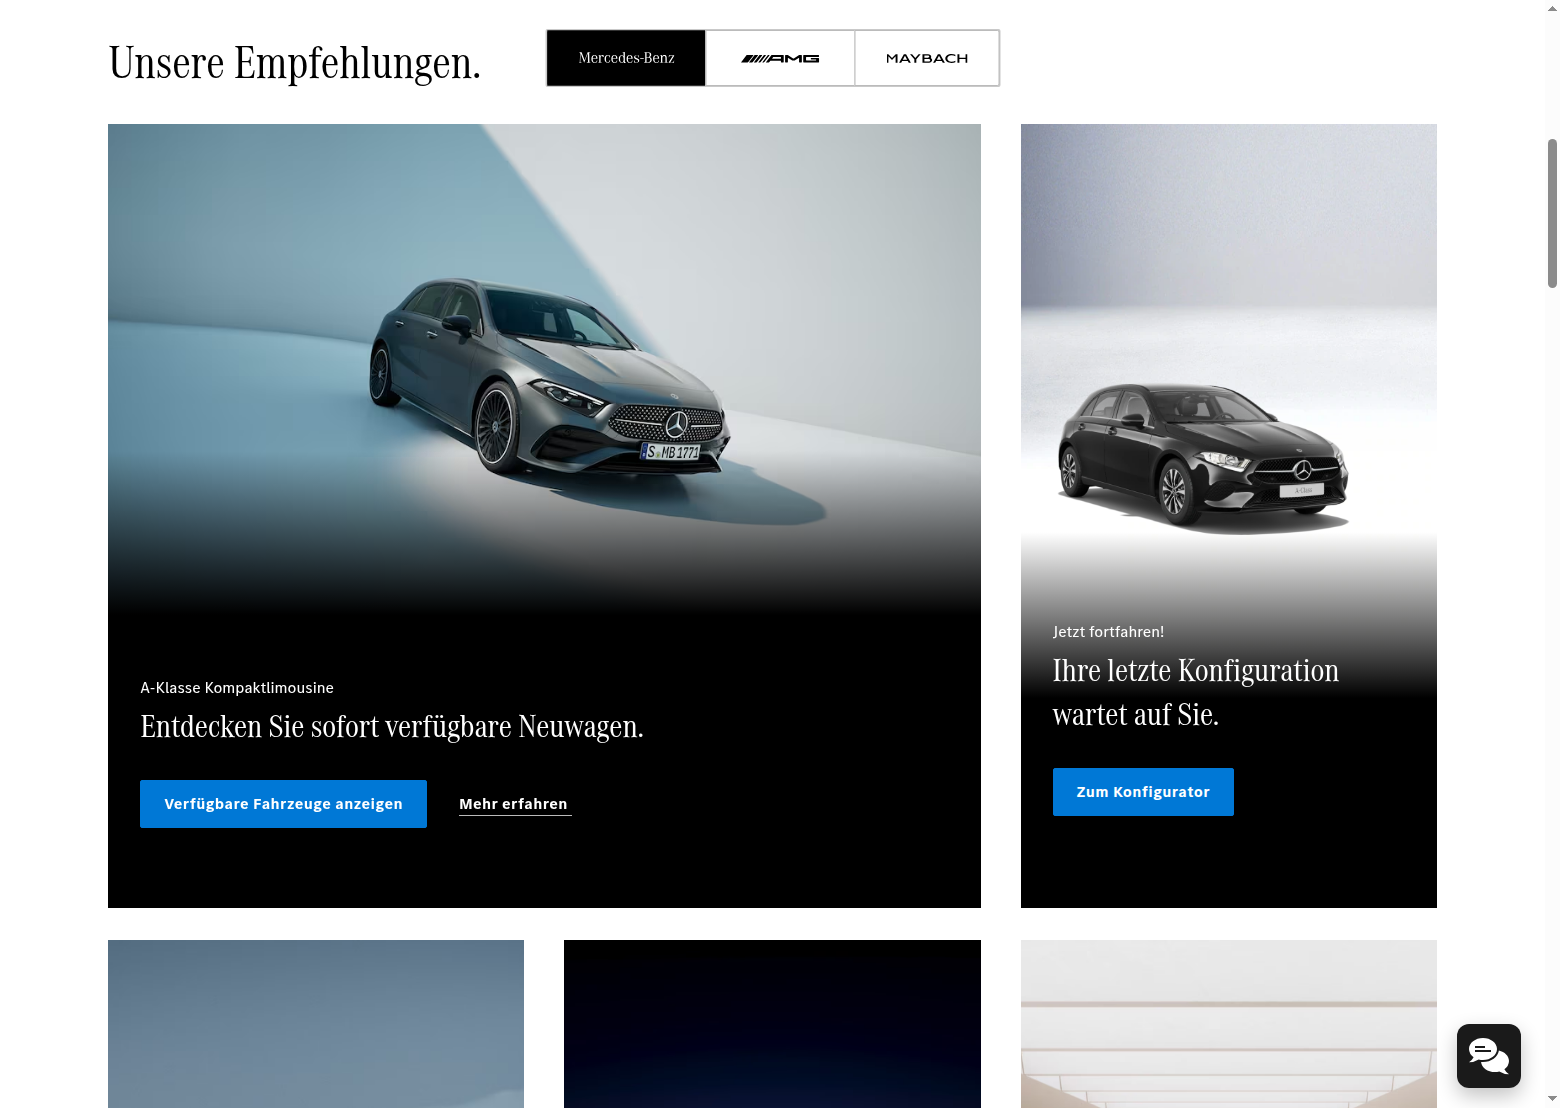 Unsere Empfehlungen.
Mercedes-Benz
AMG
MAYBACH
S MB 1771
A-Class
A-Klasse Kompaktlimousine
Entdecken Sie sofort verfügbare Neuwagen.
Verfügbare Fahrzeuge anzeigen
Mehr erfahren
Jetzt fortfahren!
Ihre letzte Konfiguration
wartet auf Sie.
Zum Konfigurator